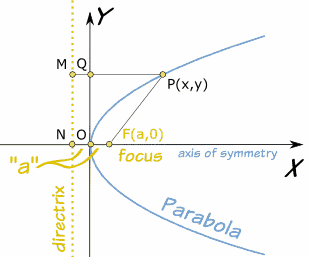 Y
M Q
P(x,y)
N O F(a,0)
"a" focus axis of symmetry X
directrix
Parabola